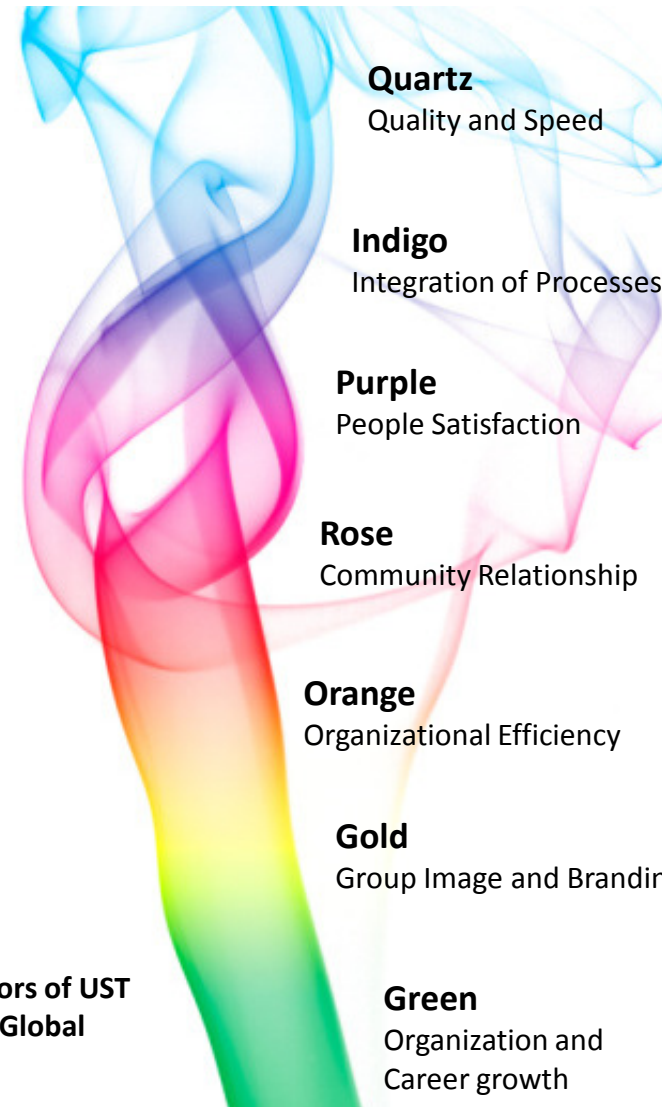 Quartz
Quality and Speed
Indigo
Integration of Processes
Purple
People Satisfaction
Rose
Community Relationship
Orange
Organizational Efficiency
Gold
Group Image and Brandin
ors of UST
Global
Green
Organization and
Career growth